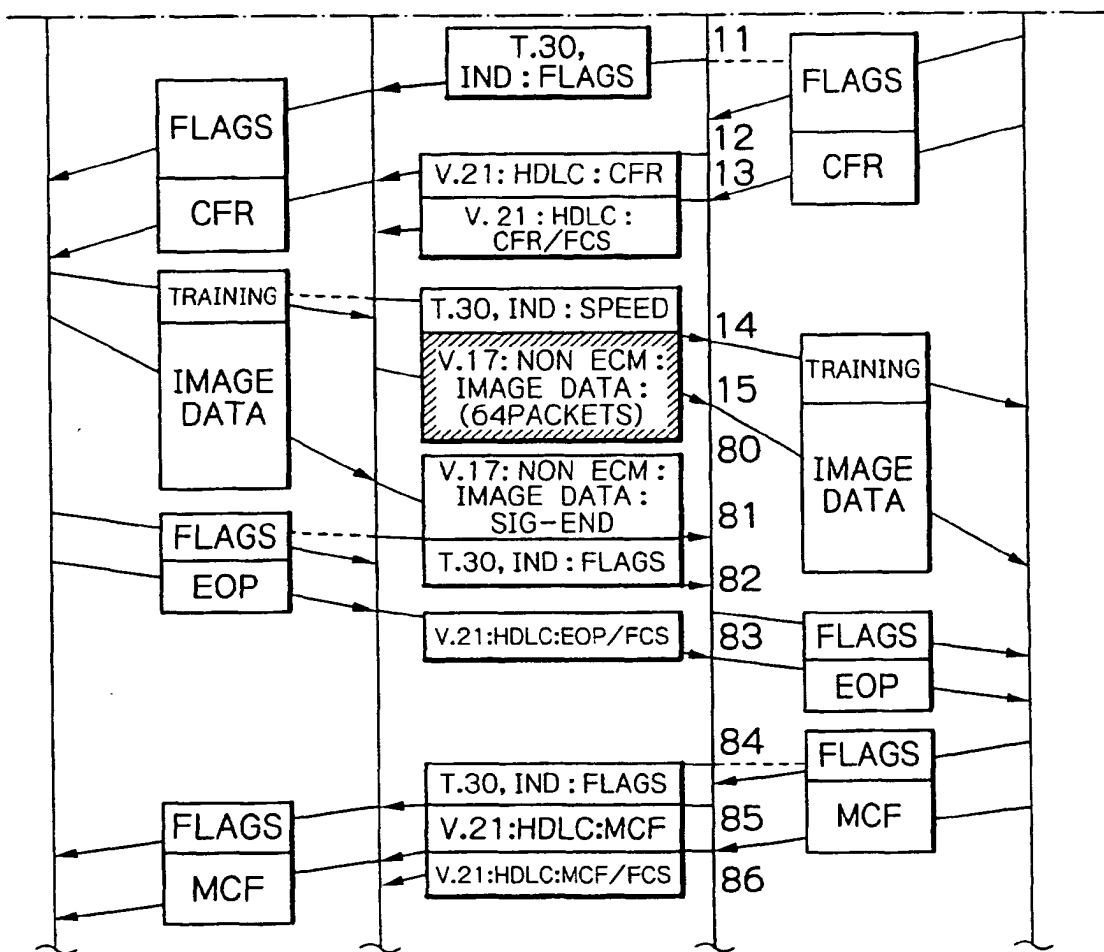 T.30,
IND : FLAGS
11
FLAGS
FLAGS
12
V.21: HDLC : CFR
13
CFR
CFR
V. 21 : HDLC :
CFR/FCS
TRAINING
T.30, IND : SPEED
14
V.17: NON ECM :
IMAGE DATA :
(64PACKETS)
TRAINING
IMAGE
DATA
15
80
IMAGE
DATA
V.17: NON ECM :
IMAGE DATA :
SIG-END
81
FLAGS
T.30, IND : FLAGS
82
EOP
V.21:HDLC:EOP/FCS
83
FLAGS
EOP
84
FLAGS
T.30, IND : FLAGS
FLAGS
V.21:HDLC:MCF
85
MCF
MCF
V.21:HDLC:MCF/FCS
86